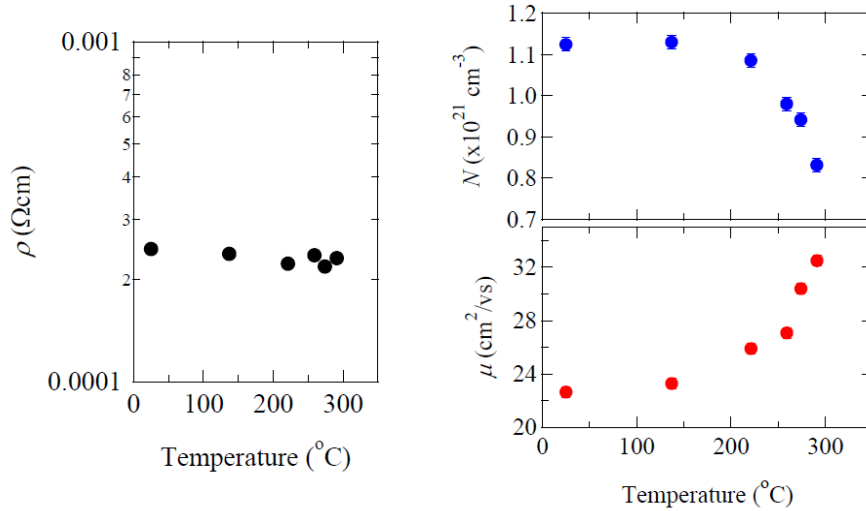 0.001
8
7
6
5
4
3
2
0.0001
ρ (Ωcm)
0 100 200 300
Temperature (°C)
1.2
1.1
1.0
0.9
0.8
0.7
N (x10²¹ cm⁻³)
32
28
24
20
μ (cm²/vs)
0 100 200 300
Temperature (°C)